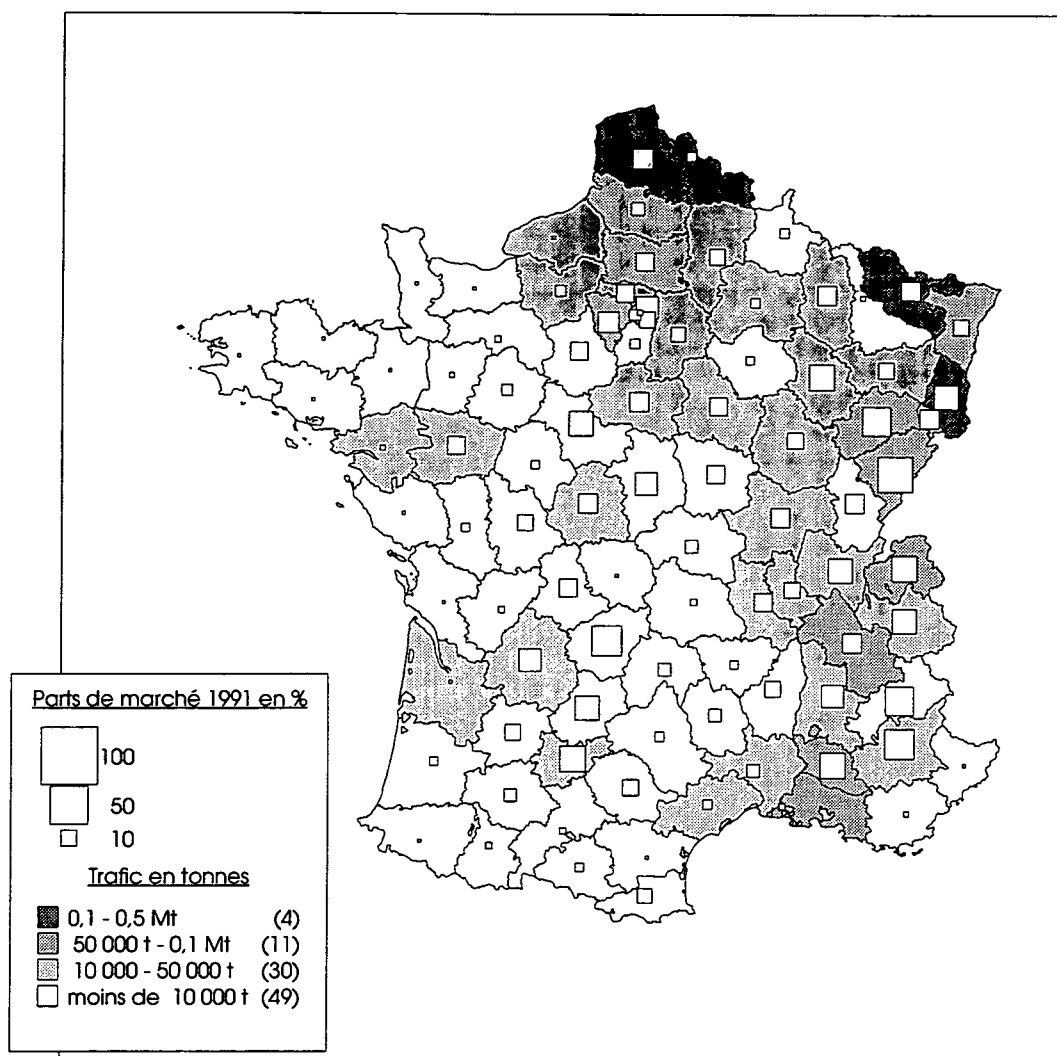 Parts de marché 1991 en %
100
50
10
Trafic en tonnes
0,1 - 0,5 Mt (4)
50 000 t - 0,1 Mt (11)
10 000 - 50 000 t (30)
moins de 10 000 t (49)